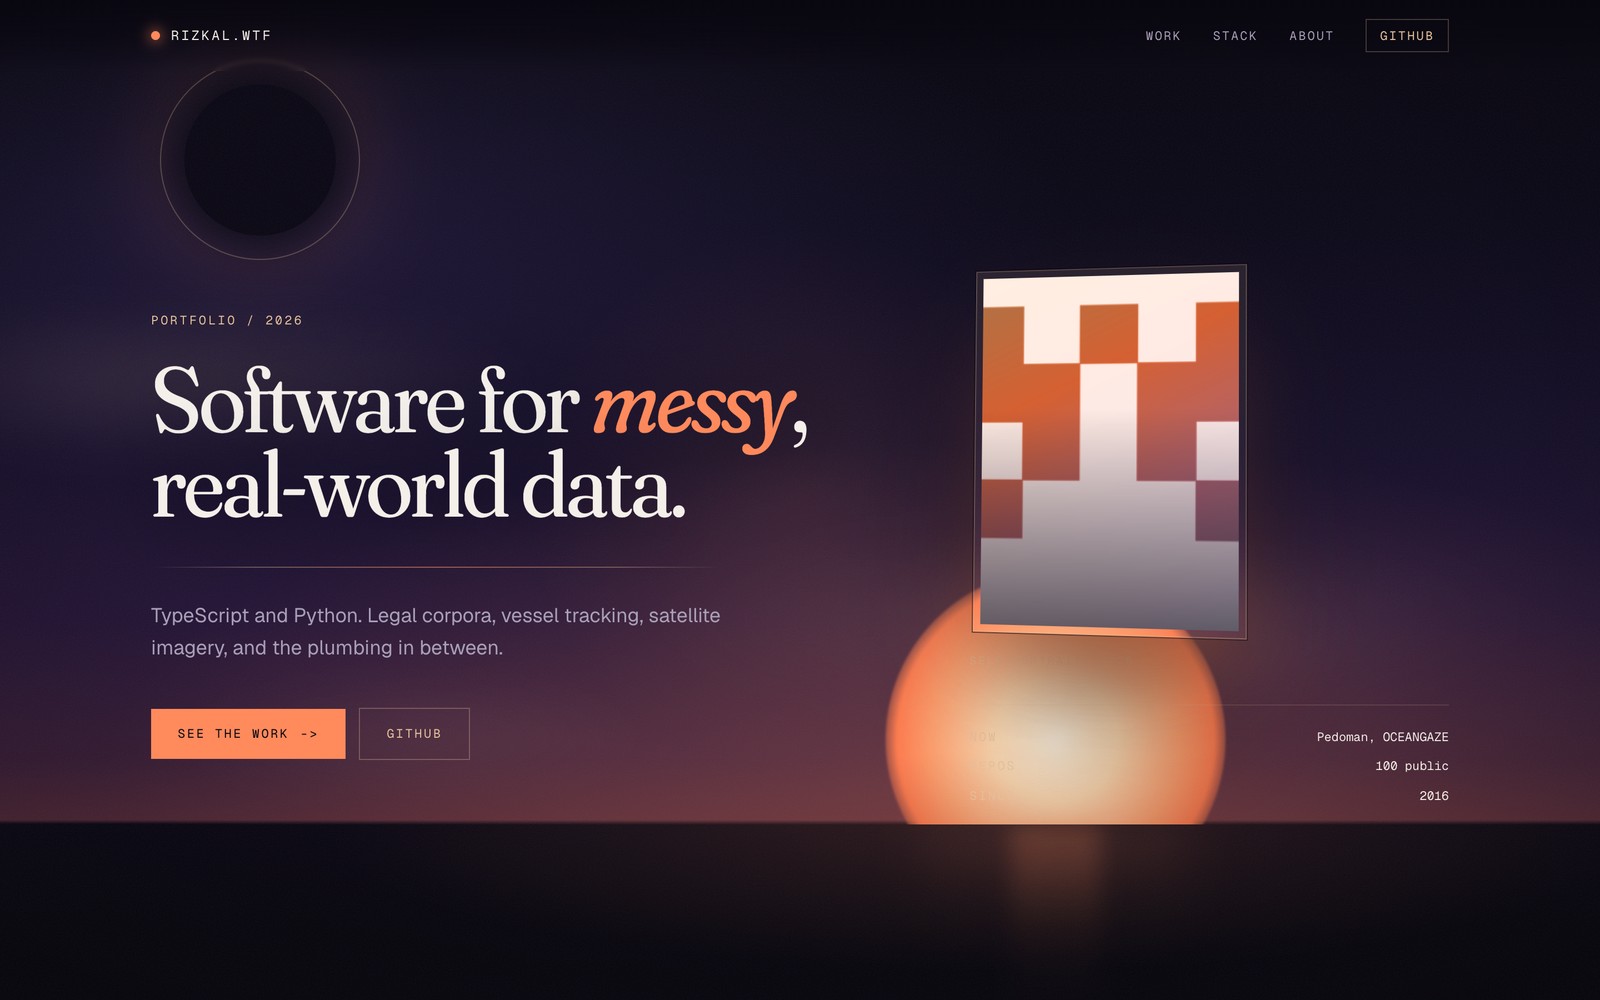 RIZKAL.WTF
WORK
STACK
ABOUT
GITHUB
PORTFOLIO / 2026
Software for messy,
real-world data.
TypeScript and Python. Legal corpora, vessel tracking, satellite
imagery, and the plumbing in between.
SEE THE WORK ->
GITHUB
Pedoman, OCEANGAZE
100 public
2016